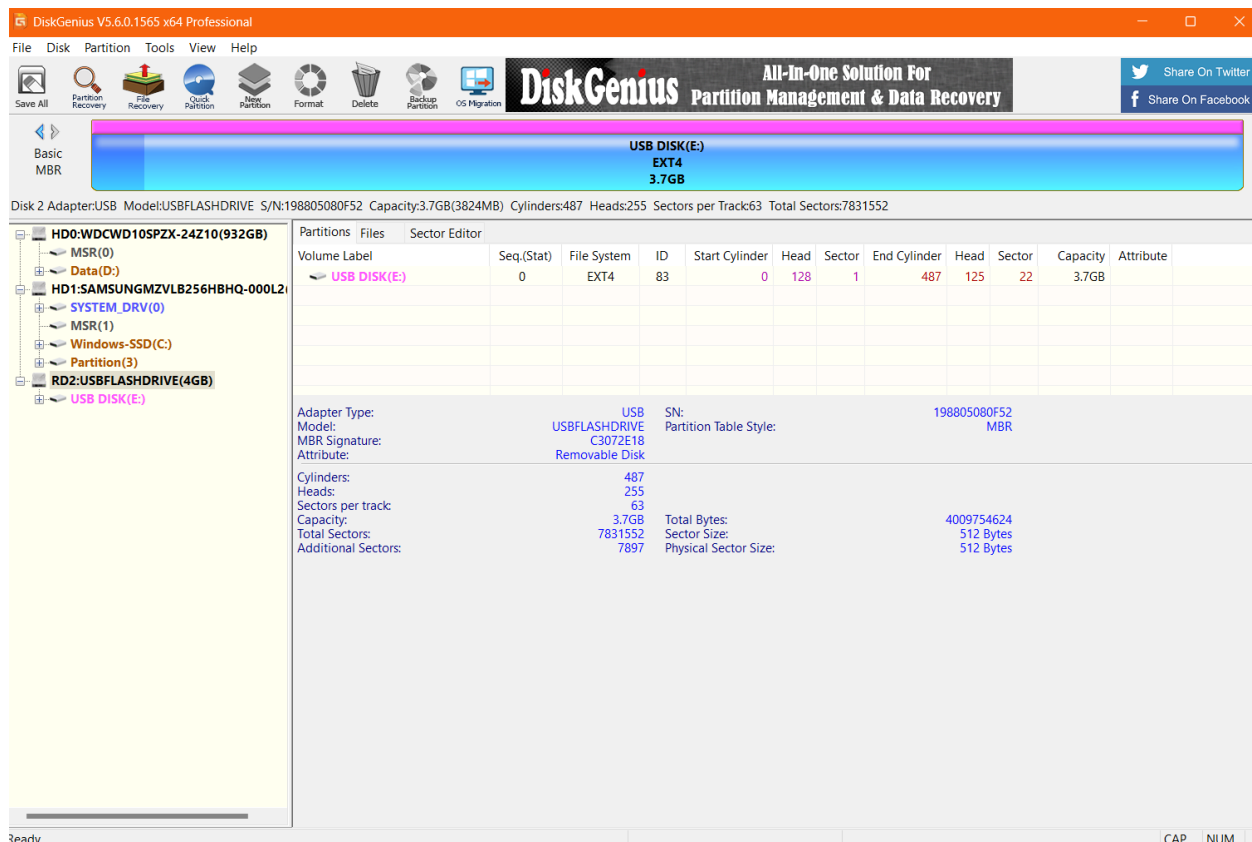 DiskGenius V5.6.0.1565 x64 Professional
File Disk Partition Tools View Help
Save All Partition Recovery File Recovery Quick Partition New Partition Format Delete Backup Partition OS Migration
DiskGenius All-In-One Solution For
Partition Management & Data Recovery
Share On Twitter
Share On Facebook
Basic
MBR
USB DISK(E:)
EXT4
3.7GB
Disk 2 Adapter:USB Model:USBFLASHDRIVE S/N:198805080F52 Capacity:3.7GB(3824MB) Cylinders:487 Heads:255 Sectors per Track:63 Total Sectors:7831552
HD0:WDCWD10SPZX-24Z10(932GB)
MSR(0)
Data(D:)
HD1:SAMSUNGMZVLB256HBHQ-000L2(
SYSTEM_DRV(0)
MSR(1)
Windows-SSD(C:)
Partition(3)
RD2:USBFLASHDRIVE(4GB)
USB DISK(E:)
Partitions Files Sector Editor
Volume Label Seq.(Stat) File System ID Start Cylinder Head Sector End Cylinder Head Sector Capacity Attribute
USB DISK(E:) 0 EXT4 83 0 128 1 487 125 22 3.7GB
Adapter Type: USB SN: 198805080F52
Model: USBFLASHDRIVE Partition Table Style: MBR
MBR Signature: C3072E18
Attribute: Removable Disk
Cylinders: 487
Heads: 255
Sectors per track: 63
Capacity: 3.7GB Total Bytes: 4009754624
Total Sectors: 7831552 Sector Size: 512 Bytes
Additional Sectors: 7897 Physical Sector Size: 512 Bytes
Ready CAP NUM